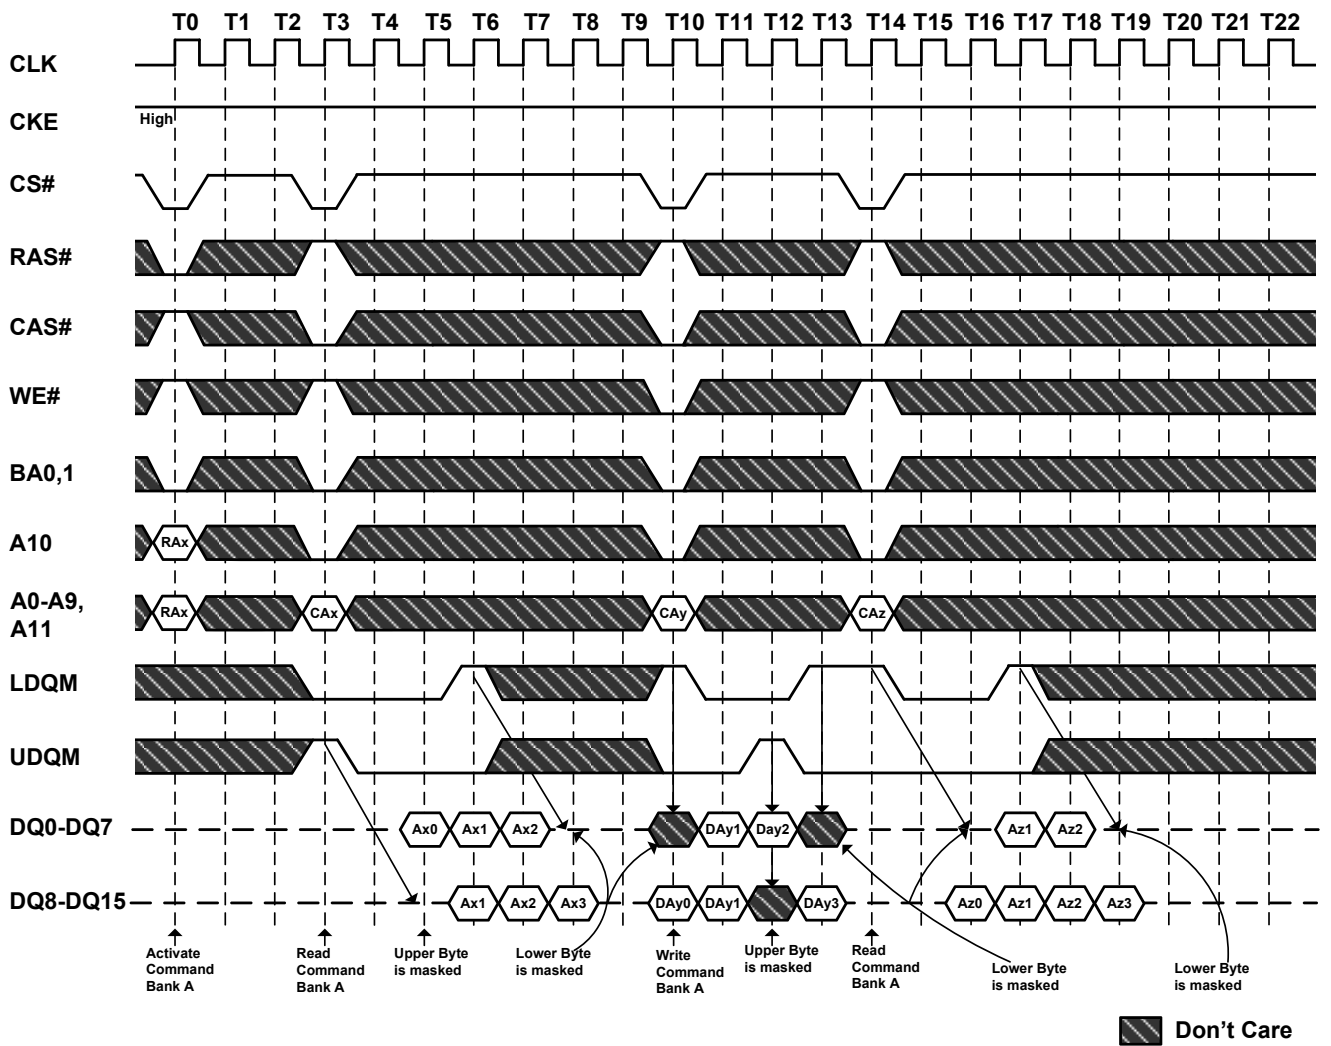 T0 T1 T2 T3 T4 T5 T6 T7 T8 T9 T10 T11 T12 T13 T14 T15 T16 T17 T18 T19 T20 T21 T22
CLK
CKE
High
CS#
RAS#
CAS#
WE#
BA0,1
A10
RAx
A0-A9,
A11
RAx CAx CAy CAz
LDQM
UDQM
DQ0-DQ7
Ax0 Ax1 Ax2 DAy1 Day2 Az1 Az2
DQ8-DQ15
Ax1 Ax2 Ax3 DAy0 DAy1 DAy3 Az0 Az1 Az2 Az3
Activate
Command
Bank A
Read
Command
Bank A
Upper Byte
is masked
Lower Byte
is masked
Write
Command
Bank A
Upper Byte
is masked
Read
Command
Bank A
Lower Byte
is masked
Lower Byte
is masked
Don't Care